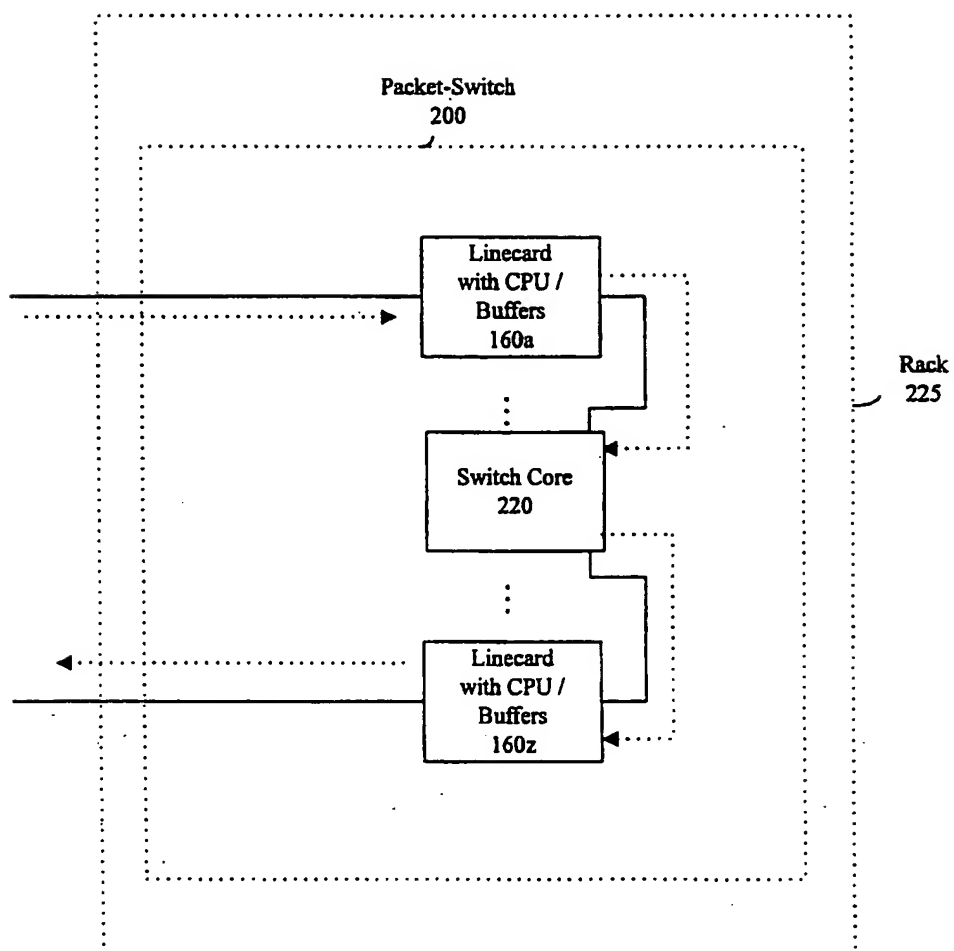 Packet-Switch
200
Linecard
with CPU /
Buffers
160a
Rack
225
Switch Core
220
Linecard
with CPU /
Buffers
160z